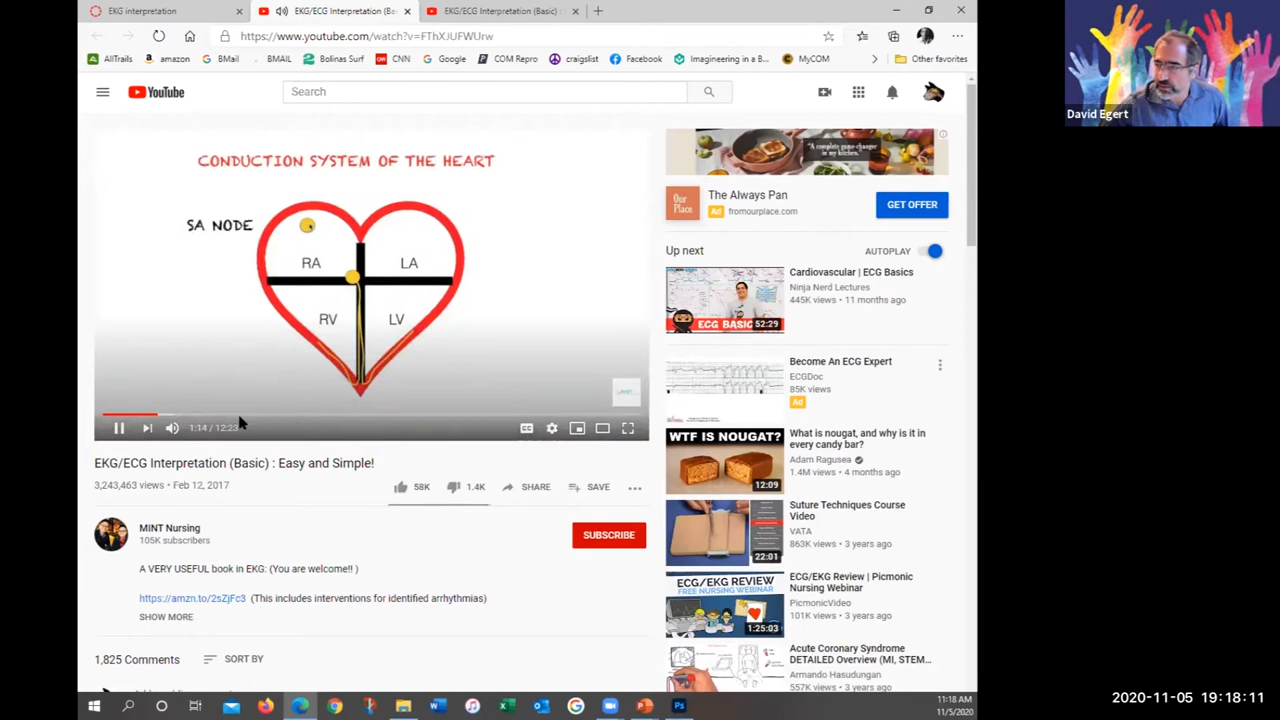 EKG interpretation
EKG/ECG Interpretation (Ba
EKG/ECG Interpretation (Basic) :
https://www.youtube.com/watch?v=FThXJUFWUrw
AllTrails
amazon
BMail
BMAIL
Bolinas Surf
CNN
Google
COM Repro
craigslist
Facebook
Imagineering in a B...
MyCOM
Other favorites
YouTube
Search
CONDUCTION SYSTEM OF THE HEART
SA NODE
RA
LA
RV
LV
1:14 / 12:23
EKG/ECG Interpretation (Basic) : Easy and Simple!
3,243,463 views • Feb 12, 2017
58K
1.4K
SHARE
SAVE
MINT Nursing
105K subscribers
SUBSCRIBE
A VERY USEFUL book in EKG: (You are welcome!! )
https://amzn.to/2sZjFc3 (This includes interventions for identified arrhythmias)
SHOW MORE
1,825 Comments
SORT BY
"A complete game-changer
in my kitchen."
Our
Place
The Always Pan
Ad fromourplace.com
GET OFFER
Up next
AUTOPLAY
ECG BASICS
52:29
Cardiovascular | ECG Basics
Ninja Nerd Lectures
445K views • 11 months ago
Become An ECG Expert
ECGDoc
85K views
Ad
WTF IS NOUGAT?
12:09
What is nougat, and why is it in
every candy bar?
Adam Ragusea
1.4M views • 4 months ago
22:01
Suture Techniques Course
Video
VATA
863K views • 3 years ago
ECG/EKG REVIEW
FREE NURSING WEBINAR
1:25:03
ECG/EKG Review | Picmonic
Nursing Webinar
PicmonicVideo
101K views • 3 years ago
Acute Coronary Syndrome
DETAILED Overview (MI, STEM...
Armando Hasudungan
557K views • 3 years ago
11:18 AM
11/5/2020
David Egert
2020-11-05 19:18:11